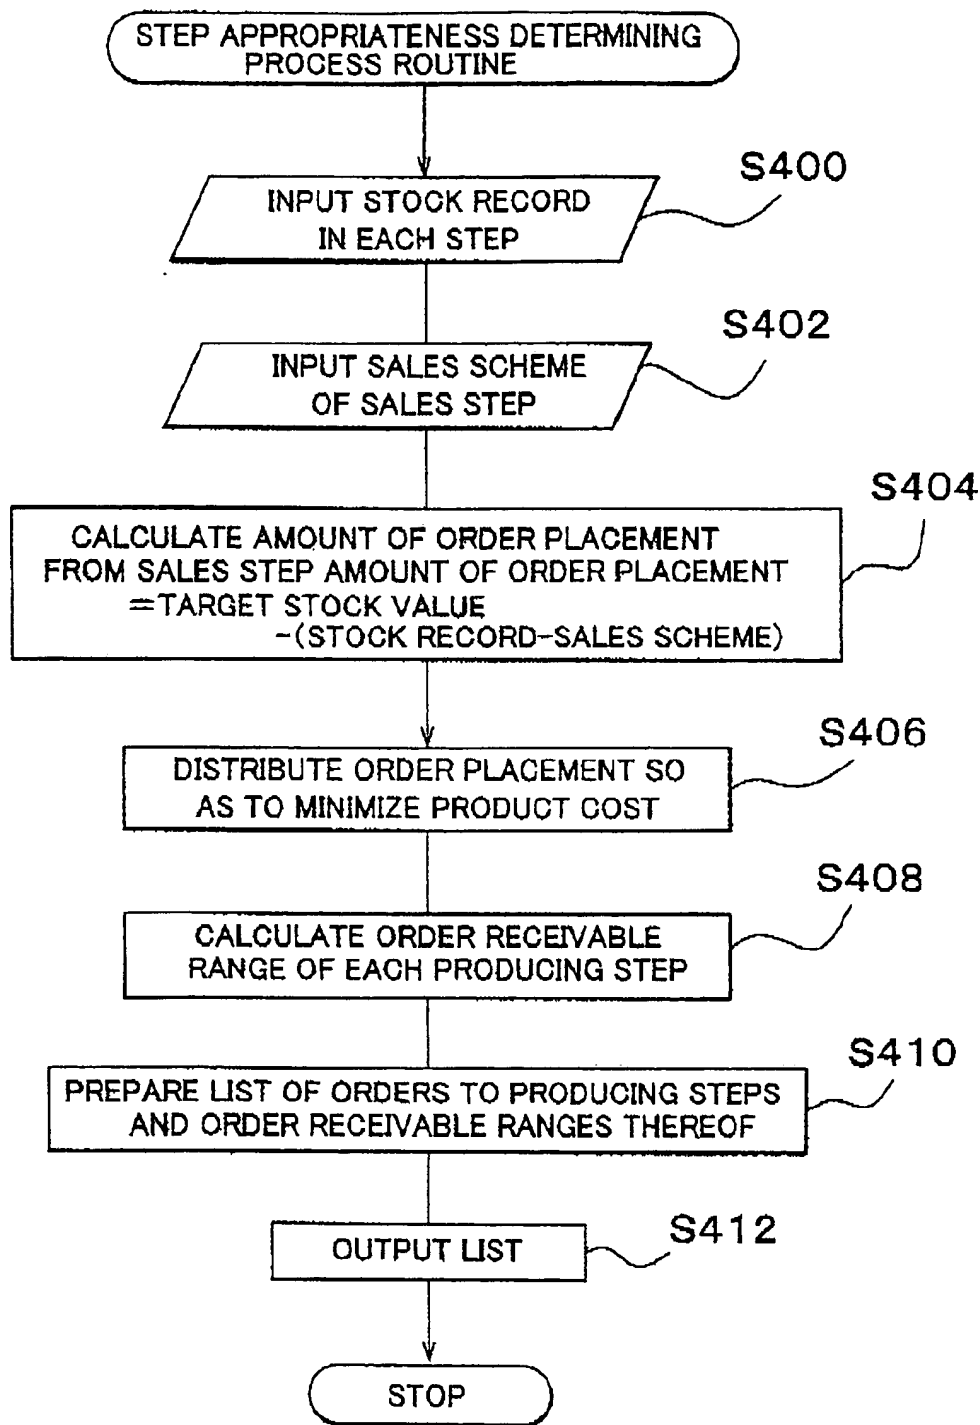 STEP APPROPRIATENESS DETERMINING
PROCESS ROUTINE
S400
INPUT STOCK RECORD
IN EACH STEP
S402
INPUT SALES SCHEME
OF SALES STEP
S404
CALCULATE AMOUNT OF ORDER PLACEMENT
FROM SALES STEP AMOUNT OF ORDER PLACEMENT
=TARGET STOCK VALUE
-(STOCK RECORD-SALES SCHEME)
S406
DISTRIBUTE ORDER PLACEMENT SO
AS TO MINIMIZE PRODUCT COST
S408
CALCULATE ORDER RECEIVABLE
RANGE OF EACH PRODUCING STEP
S410
PREPARE LIST OF ORDERS TO PRODUCING STEPS
AND ORDER RECEIVABLE RANGES THEREOF
S412
OUTPUT LIST
STOP